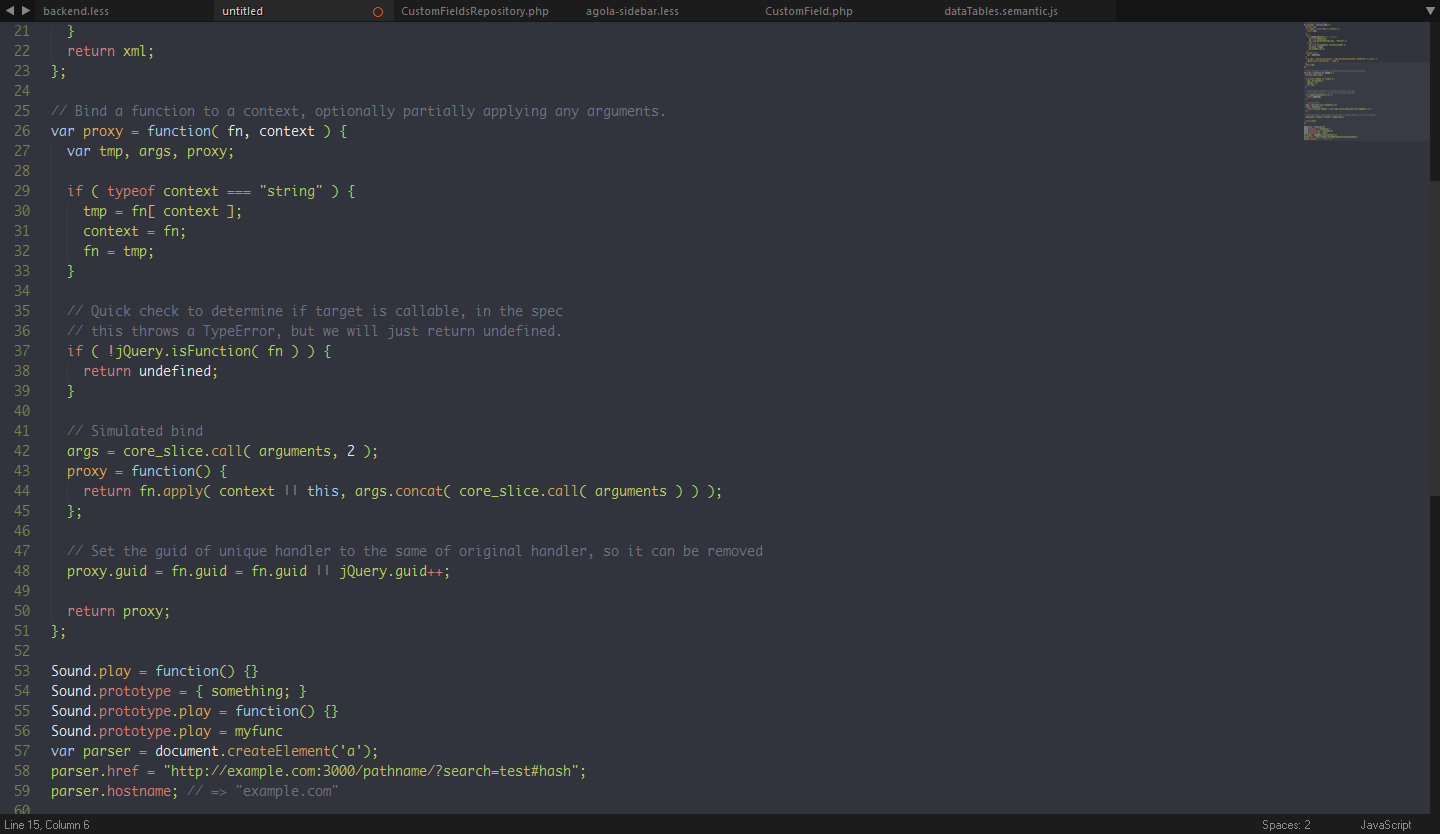 backend.less untitled CustomFieldsRepository.php agola-sidebar.less CustomField.php dataTables.semantic.js
21   }
22   return xml;
23 };
24
25 // Bind a function to a context, optionally partially applying any arguments.
26 var proxy = function( fn, context ) {
27   var tmp, args, proxy;
28
29   if ( typeof context === "string" ) {
30     tmp = fn[ context ];
31     context = fn;
32     fn = tmp;
33   }
34
35   // Quick check to determine if target is callable, in the spec
36   // this throws a TypeError, but we will just return undefined.
37   if ( !jQuery.isFunction( fn ) ) {
38     return undefined;
39   }
40
41   // Simulated bind
42   args = core_slice.call( arguments, 2 );
43   proxy = function() {
44     return fn.apply( context || this, args.concat( core_slice.call( arguments ) ) );
45   };
46
47   // Set the guid of unique handler to the same of original handler, so it can be removed
48   proxy.guid = fn.guid = fn.guid || jQuery.guid++;
49
50   return proxy;
51 };
52
53 Sound.play = function() {}
54 Sound.prototype = { something; }
55 Sound.prototype.play = function() {}
56 Sound.prototype.play = myfunc
57 var parser = document.createElement('a');
58 parser.href = "http://example.com:3000/pathname/?search=test#hash";
59 parser.hostname; // => "example.com"
60
Line 15, Column 6 Spaces: 2 JavaScript